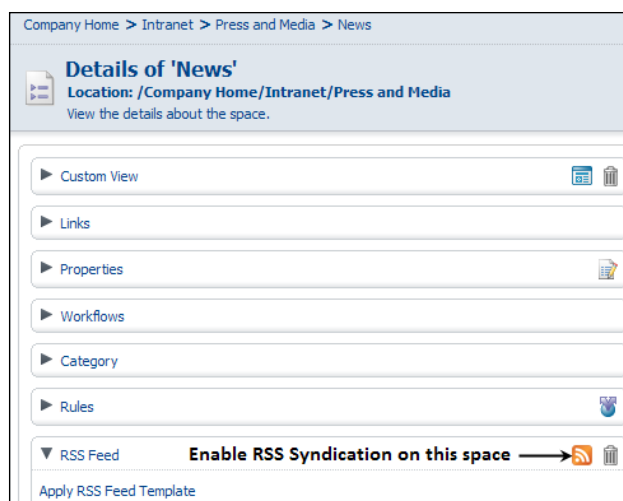 Company Home > Intranet > Press and Media > News
Details of 'News'
Location: /Company Home/Intranet/Press and Media
View the details about the space.
Custom View
Links
Properties
Workflows
Category
Rules
RSS Feed Enable RSS Syndication on this space
Apply RSS Feed Template